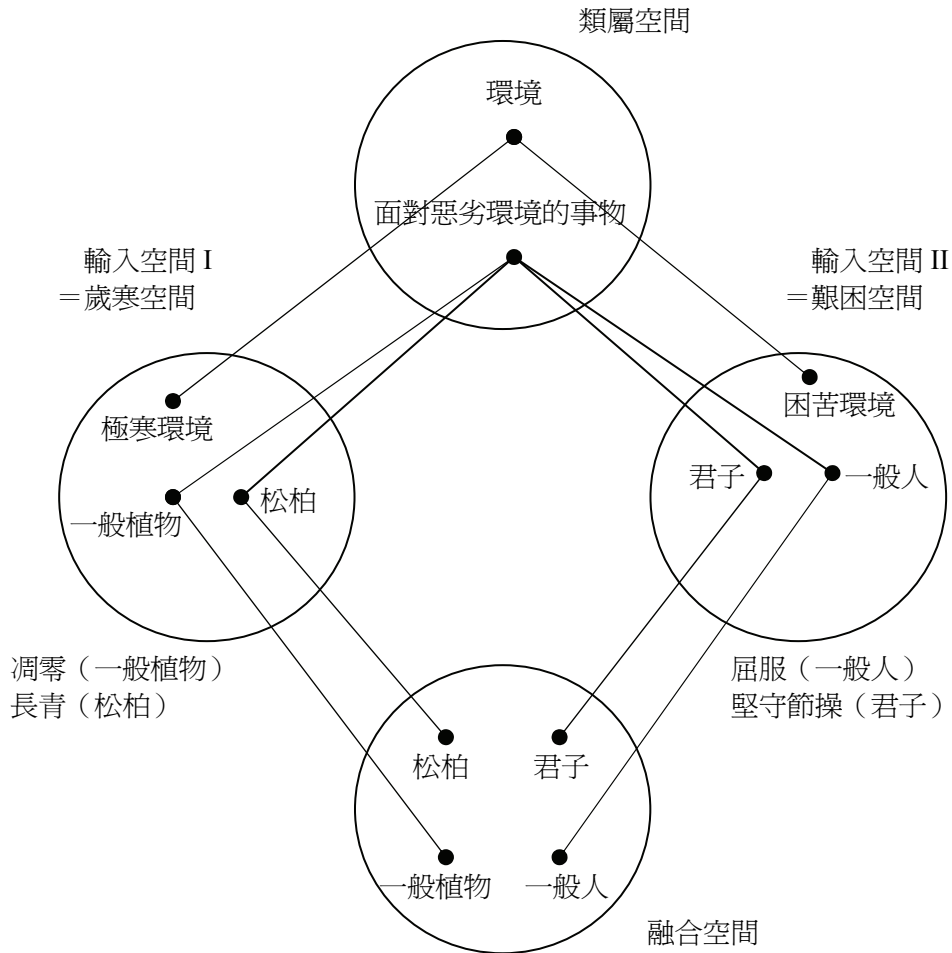 類屬空間
環境
面對惡劣環境的事物
輸入空間 I
＝歲寒空間
輸入空間 II
＝艱困空間
極寒環境
一般植物
松柏
困苦環境
君子
一般人
凋零（一般植物）
長青（松柏）
屈服（一般人）
堅守節操（君子）
松柏
君子
一般植物
一般人
融合空間